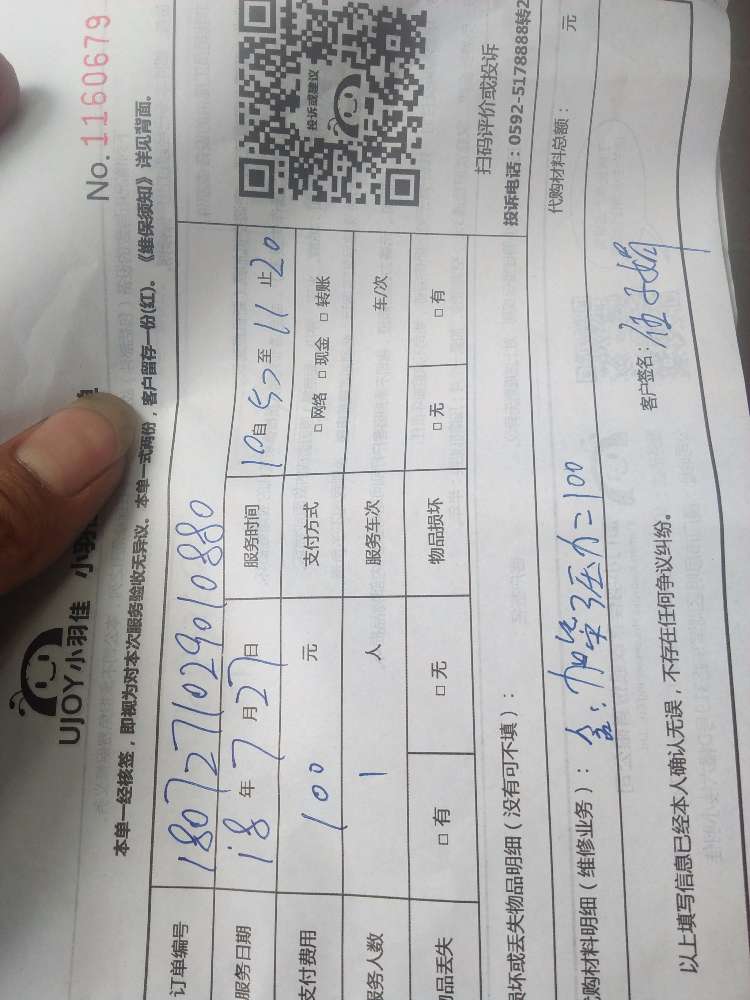 UJOY小羽佳 小羽佳
No.1160679
本单一经核签，即视为对本次服务验收无异议。本单一式两份，客户留存一份(红)。《维保须知》详见背面。
订单编号 180727102901０880
服务日期 18 年 7 月 27 日 服务时间 10 自 57 至 11 止 20
支付费用 100 元 支付方式 □ 网络 □ 现金 □ 转账
服务人数 1 人 服务车次 车/次
物品丢失 □ 有 □ 无 物品损坏 □ 无 □ 有
投诉或建议
扫码评价或投诉
投诉电话：0592-5178888转2
损坏或丢失物品明细（没有可不填）：
代购材料明细（维修业务）： 含：加柒压力=100
代购材料总额： 元
以上填写信息已经本人确认无误，不存在任何争议纠纷。
客户签名：